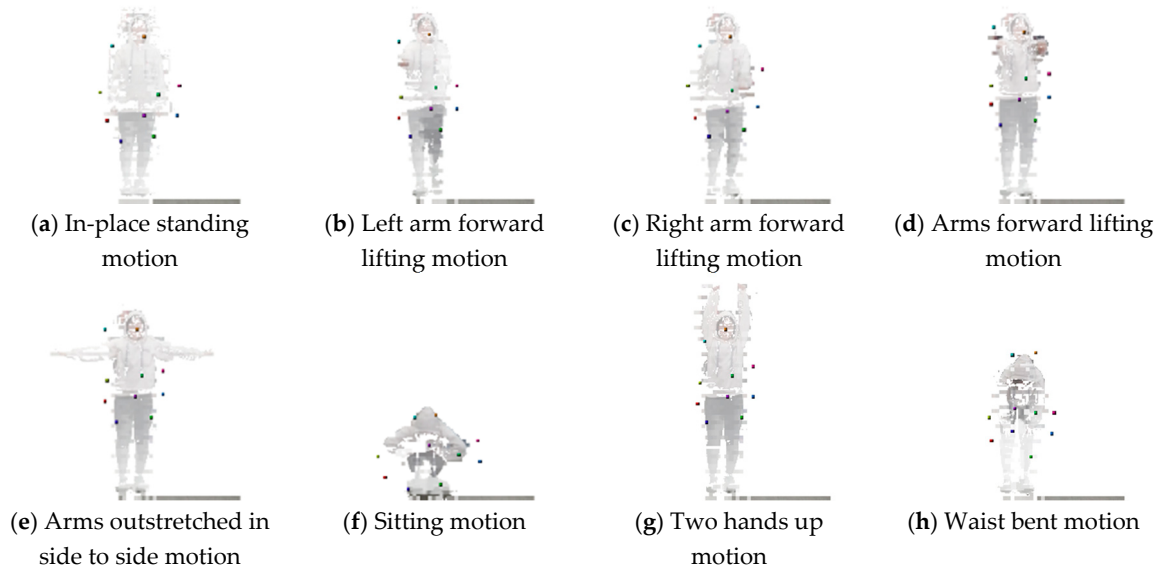 (a) In-place standing
motion
(b) Left arm forward
lifting motion
(c) Right arm forward
lifting motion
(d) Arms forward lifting
motion
(e) Arms outstretched in
side to side motion
(f) Sitting motion
(g) Two hands up
motion
(h) Waist bent motion